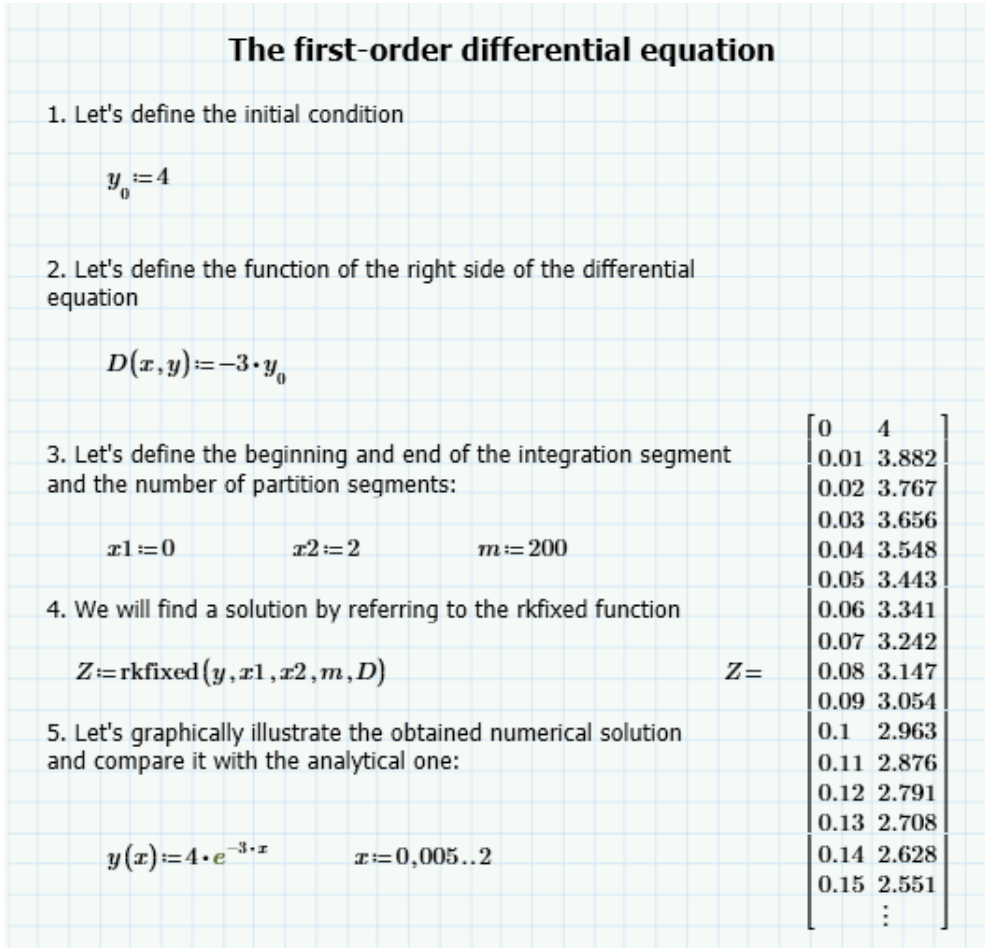 The first-order differential equation
1. Let's define the initial condition
y₀ := 4
2. Let's define the function of the right side of the differential
equation
D(x,y) := −3·y₀
3. Let's define the beginning and end of the integration segment
and the number of partition segments:
x1 := 0 x2 := 2 m := 200
4. We will find a solution by referring to the rkfixed function
Z := rkfixed(y,x1,x2,m,D)
5. Let's graphically illustrate the obtained numerical solution
and compare it with the analytical one:
y(x) := 4·e^(−3·x) x := 0,005..2
Z =
0 4
0.01 3.882
0.02 3.767
0.03 3.656
0.04 3.548
0.05 3.443
0.06 3.341
0.07 3.242
0.08 3.147
0.09 3.054
0.1 2.963
0.11 2.876
0.12 2.791
0.13 2.708
0.14 2.628
0.15 2.551
⋮